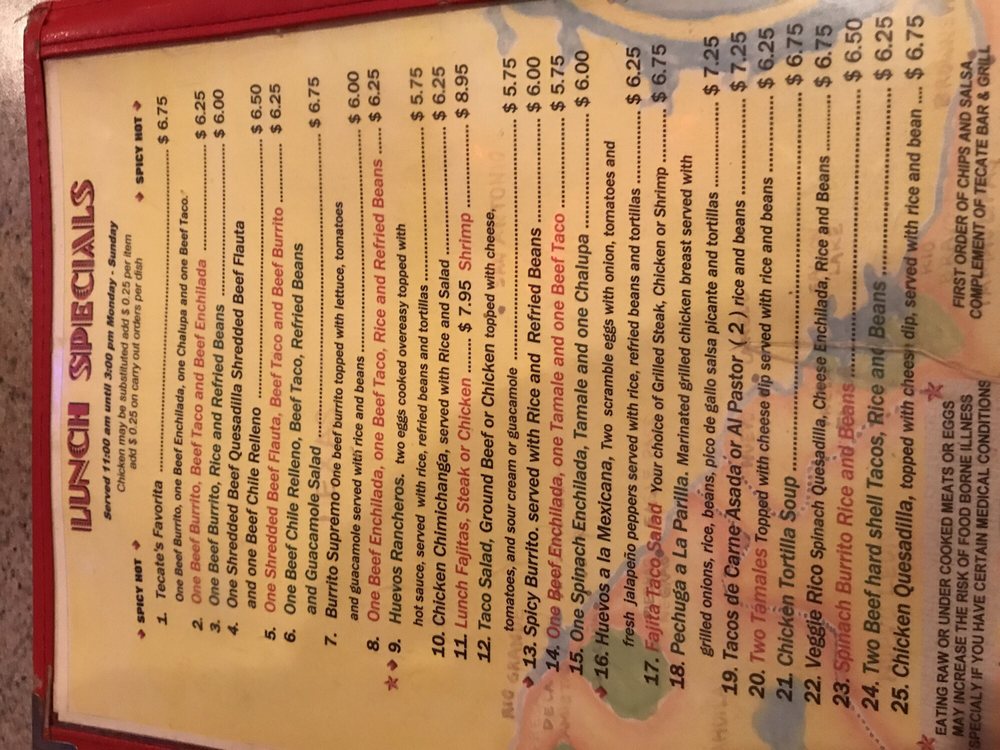 LUNCH SPECIALS
Served 11:00 am until 3:00 pm Monday - Sunday
Chicken may be substituted add $ 0.25 per item
add $ 0.25 on carry out orders per dish
SPICY HOT SPICY HOT
1. Tecate's Favorita ........ $ 6.75
One Beef Burrito, one Beef Enchilada, one Chalupa and one Beef Taco.
2. One Beef Burrito, Beef Taco and Beef Enchilada ........ $ 6.25
3. One Beef Burrito, Rice and Refried Beans ........ $ 6.00
4. One Shredded Beef Quesadilla Shredded Beef Flauta
and one Beef Chile Relleno ........ $ 6.50
5. One Shredded Beef Flauta, Beef Taco and Beef Burrito ........ $ 6.25
6. One Beef Chile Relleno, Beef Taco, Refried Beans
and Guacamole Salad ........ $ 6.75
7. Burrito Supremo One beef burrito topped with lettuce, tomatoes
and guacamole served with rice and beans ........ $ 6.00
8. One Beef Enchilada, one Beef Taco, Rice and Refried Beans ........ $ 6.25
9. Huevos Rancheros. two eggs cooked overeasy topped with
hot sauce, served with rice, refried beans and tortillas ........ $ 5.75
10. Chicken Chimichanga, served with Rice and Salad ........ $ 6.25
11. Lunch Fajitas, Steak or Chicken ........ $ 7.95 Shrimp ........ $ 8.95
12. Taco Salad, Ground Beef or Chicken topped with cheese,
tomatoes, and sour cream or guacamole ........ $ 5.75
13. Spicy Burrito. served with Rice and Refried Beans ........ $ 6.00
14. One Beef Enchilada, one Tamale and one Beef Taco ........ $ 5.75
15. One Spinach Enchilada, Tamale and one Chalupa ........ $ 6.00
16. Huevos a la Mexicana, Two scramble eggs with onion, tomatoes and
fresh Jalapeño peppers served with rice, refried beans and tortillas ........ $ 6.25
17. Fajita Taco Salad Your choice of Grilled Steak, Chicken or Shrimp ........ $ 6.75
18. Pechuga a La Parilla.. Marinated grilled chicken breast served with
grilled onions, rice, beans, pico de gallo salsa picante and tortillas ........ $ 7.25
19. Tacos de Carne Asada or Al Pastor (2) rice and beans ........ $ 7.25
20. Two Tamales Topped with cheese dip served with rice and beans ........ $ 6.25
21. Chicken Tortilla Soup ........ $ 6.75
22. Veggie Rico Spinach Quesadilla, Cheese Enchilada, Rice and Beans ........ $ 6.75
23. Spinach Burrito Rice and Beans ........ $ 6.50
24. Two Beef hard shell Tacos, Rice and Beans ........ $ 6.25
25. Chicken Quesadilla, topped with cheese dip, served with rice and bean .... $ 6.75
EATING RAW OR UNDER COOKED MEATS OR EGGS
MAY INCREASE THE RISK OF FOOD BORNE ILLNESS
SPECIALY IF YOU HAVE CERTAIN MEDICAL CONDITIONS
FIRST ORDER OF CHIPS AND SALSA
COMPLEMENT OF TECATE BAR & GRILL